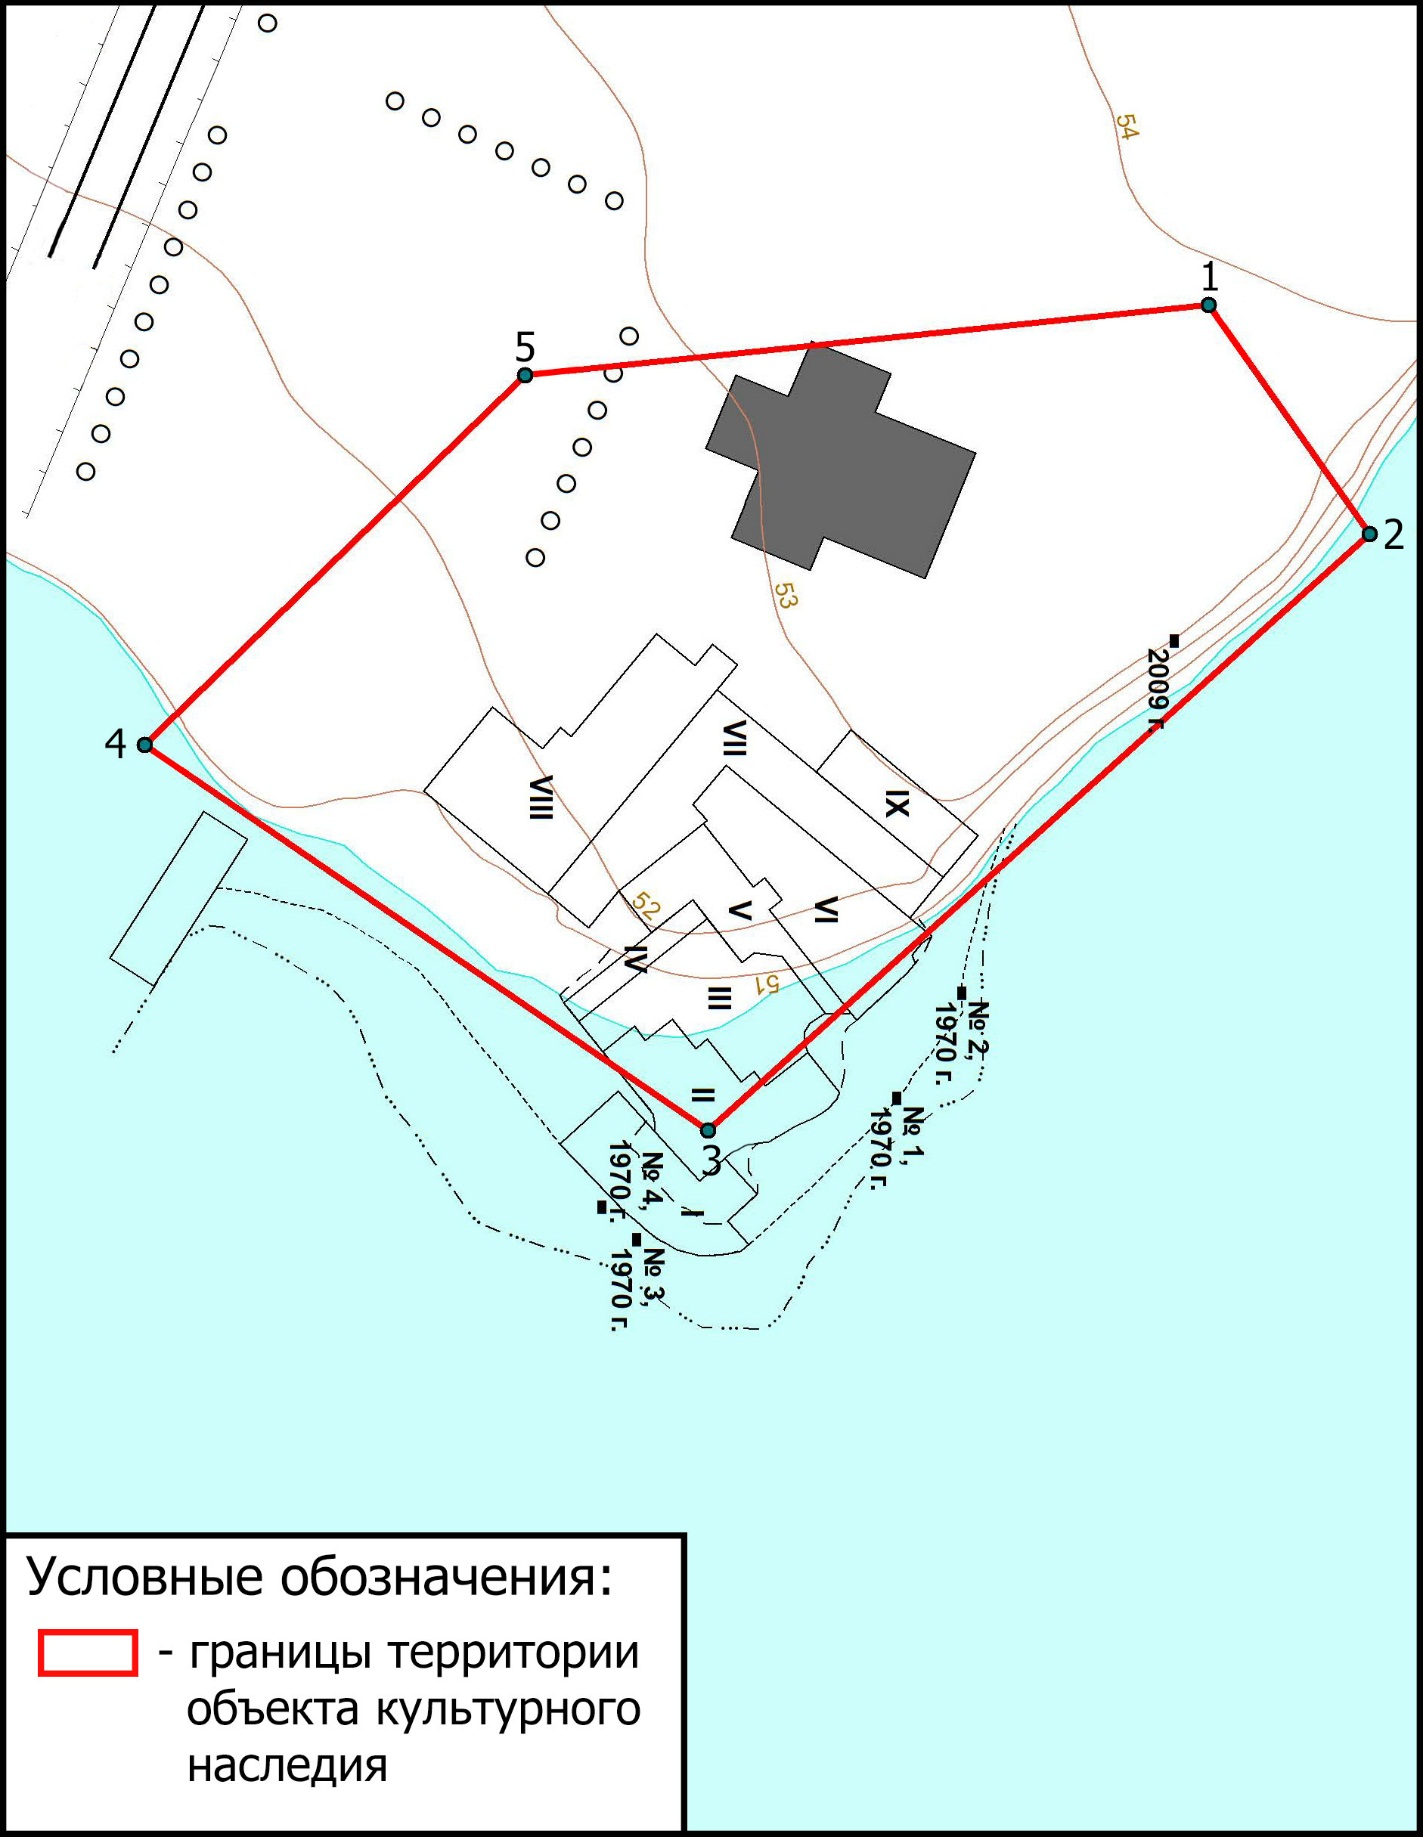 54
1
5
2
53
2009 г.
VII
VIII
IX
4
52
V
VI
IV
51
III
№ 2,
1970 г.
II
№ 1,
1970 г.
3
№ 4,
1970 г.
I
№ 3,
1970 г.
Условные обозначения:
- границы территории
объекта культурного
наследия